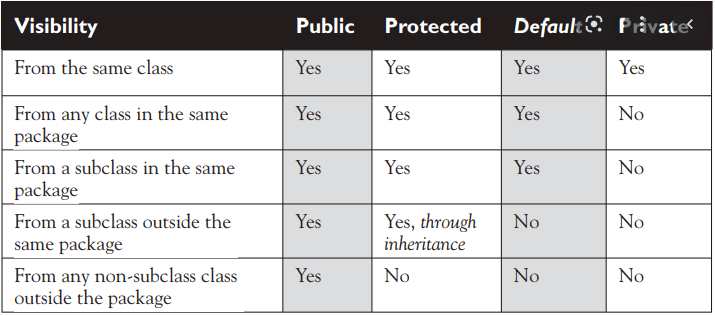 Visibility Public Protected Default Private
From the same class Yes Yes Yes Yes
From any class in the same
package Yes Yes Yes No
From a subclass in the same
package Yes Yes Yes No
From a subclass outside the
same package Yes Yes, through
inheritance No No
From any non-subclass class
outside the package Yes No No No